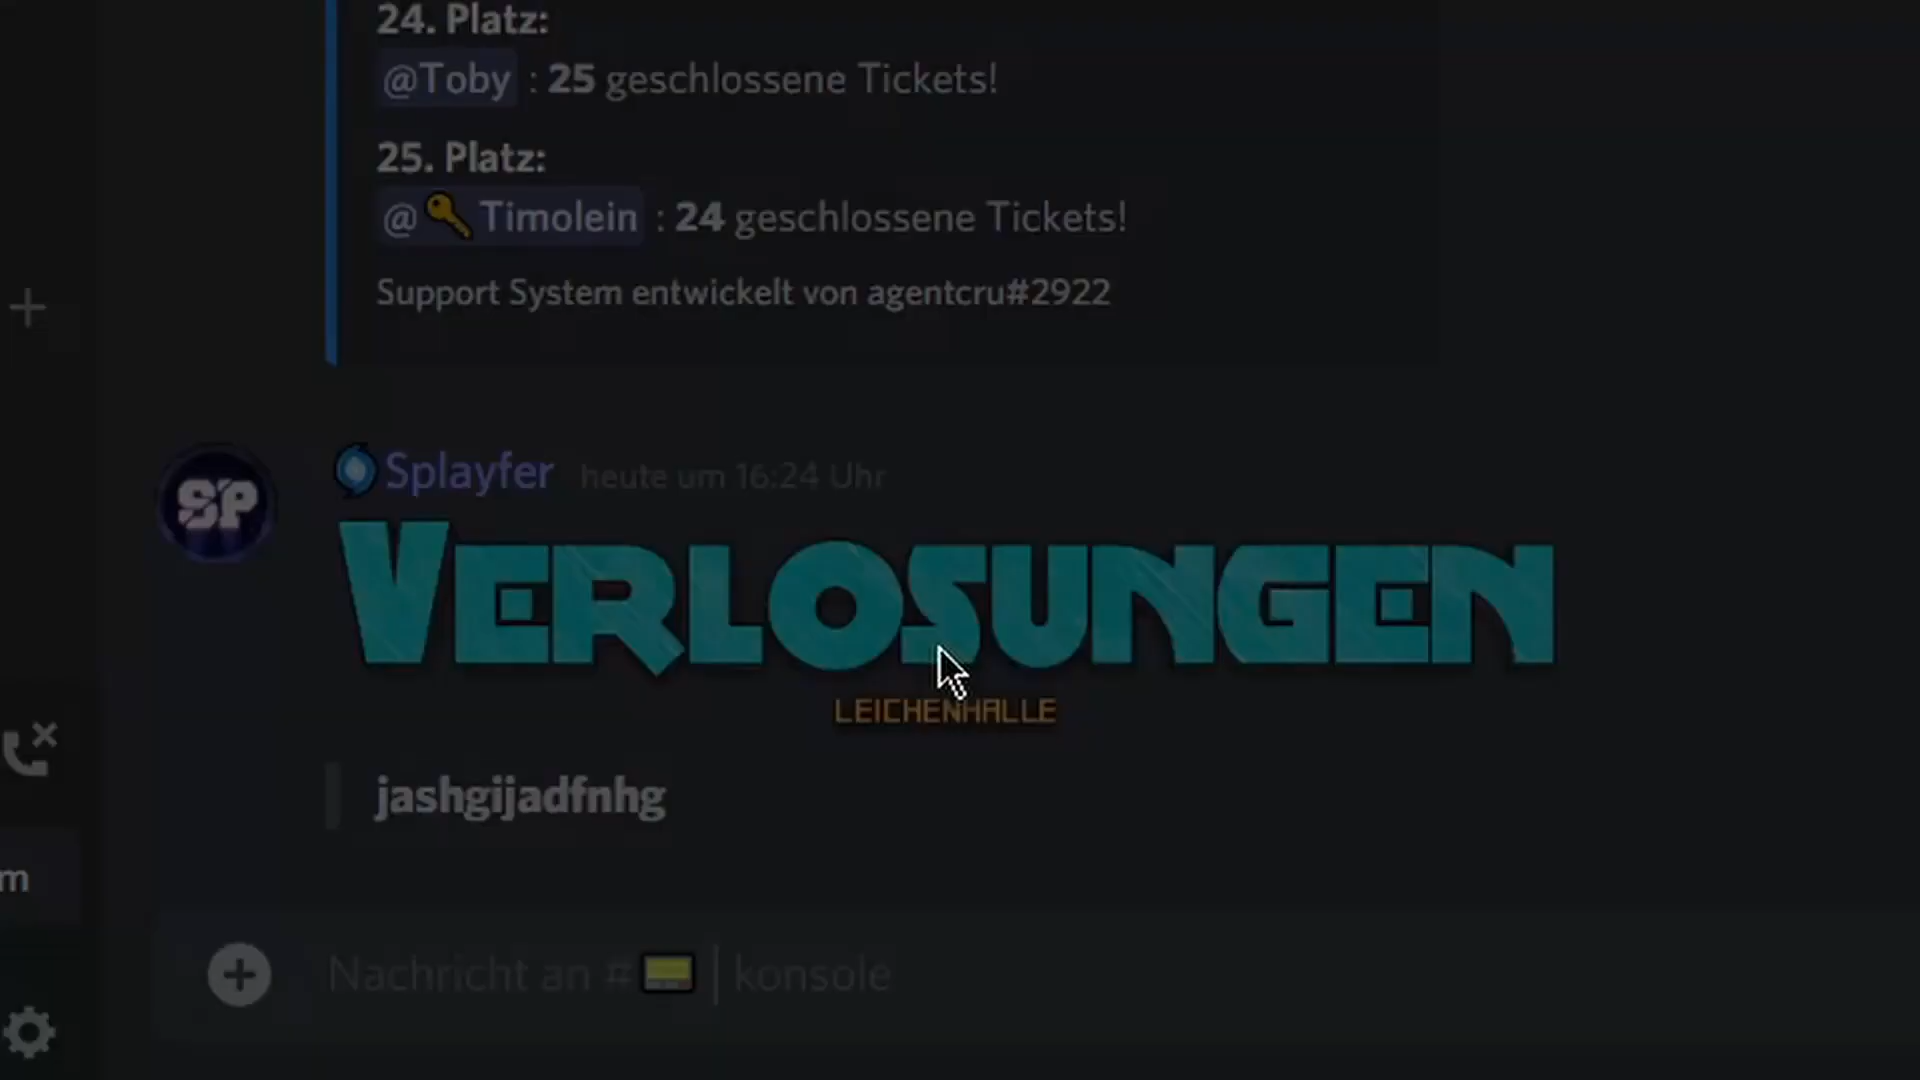 24. Platz:
@Toby : 25 geschlossene Tickets!
25. Platz:
@🔑 Timolein : 24 geschlossene Tickets!
Support System entwickelt von agentcru#2922
SP
Splayfer heute um 16:24 Uhr
VERLOSUNGEN
LEICHENHALLE
jashgijadfnhg
m
Nachricht an # | konsole